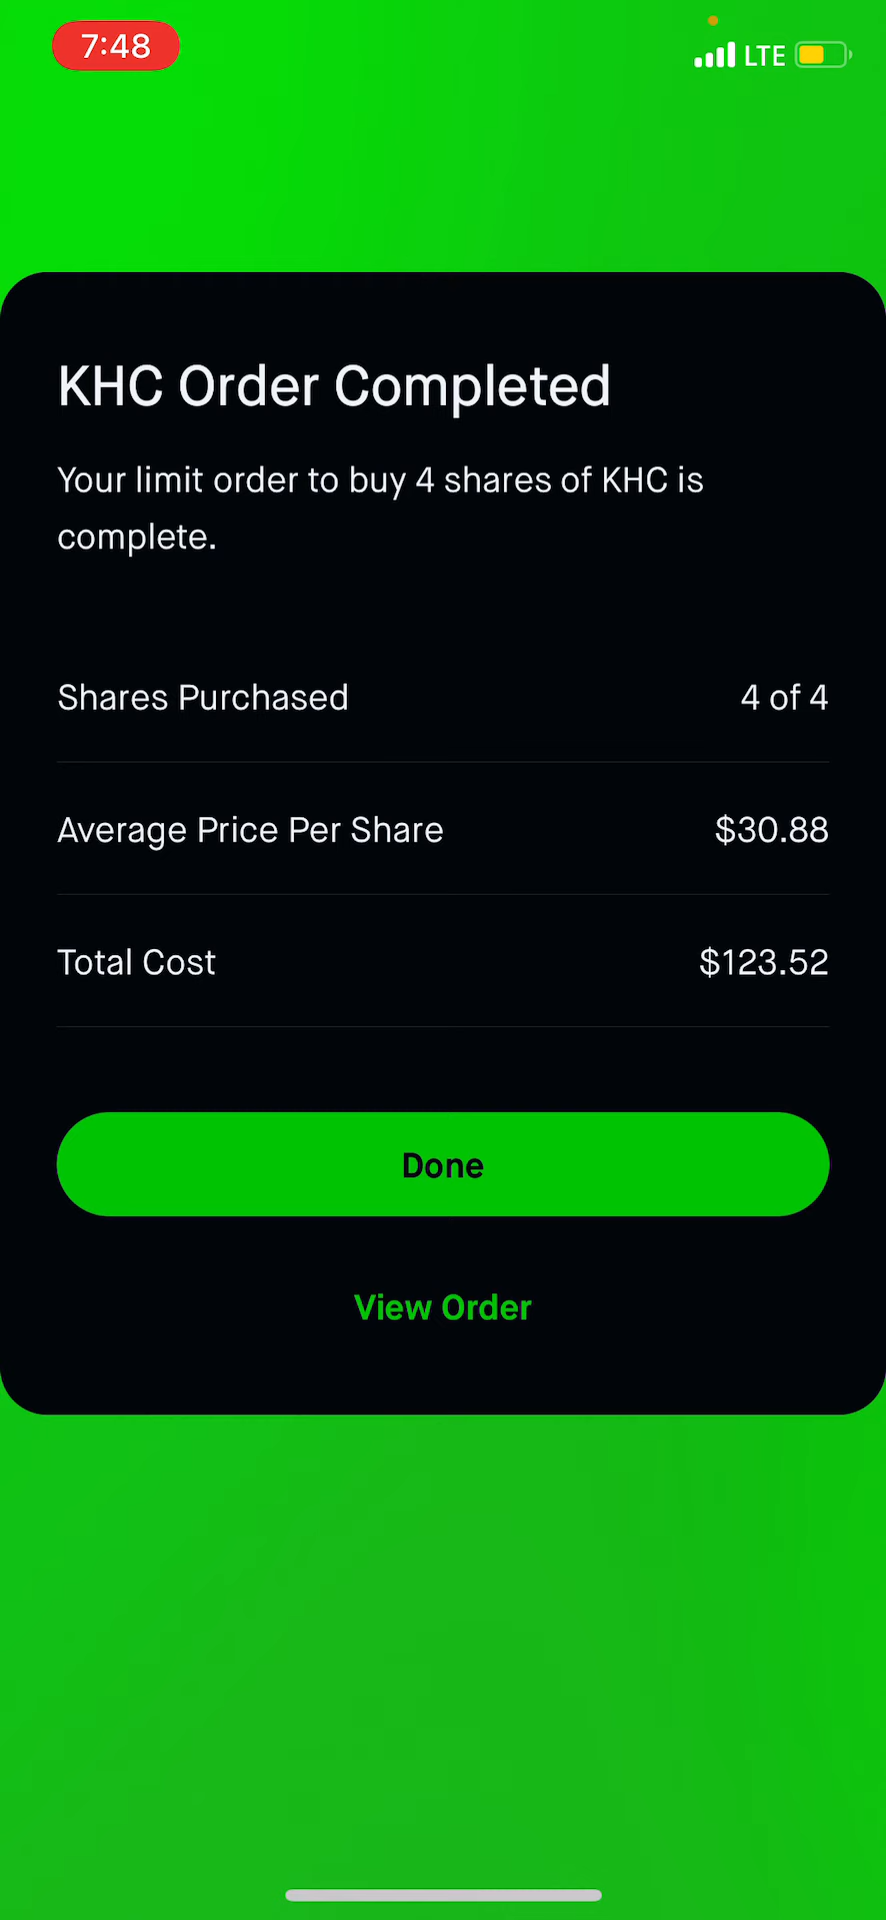 7:48
LTE
KHC Order Completed
Your limit order to buy 4 shares of KHC is
complete.
Shares Purchased 4 of 4
Average Price Per Share $30.88
Total Cost $123.52
Done
View Order